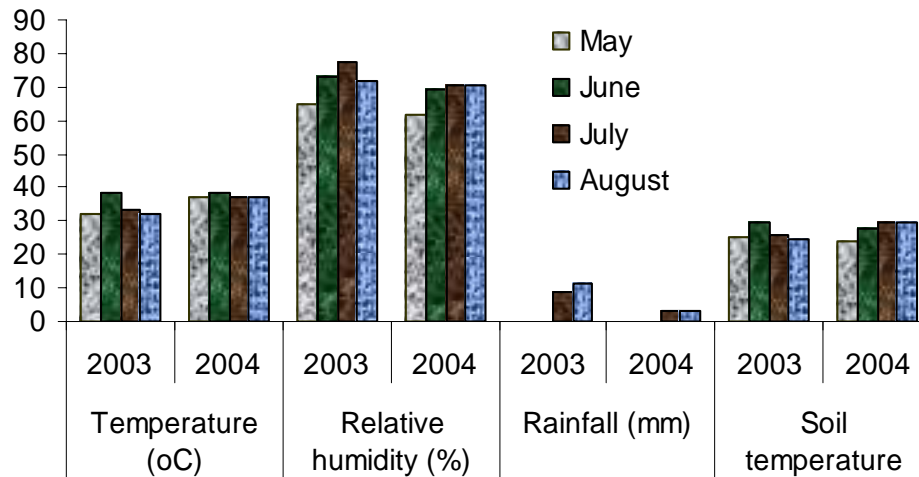 90
80
70
60
50
40
30
20
10
0
May
June
July
August
2003 2004 2003 2004 2003 2004 2003 2004
Temperature (oC)
Relative humidity (%)
Rainfall (mm)
Soil temperature